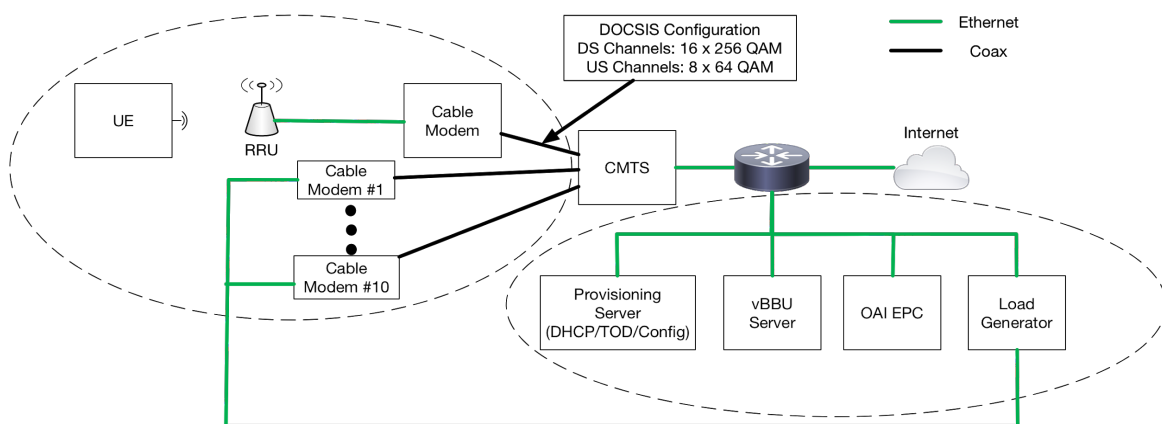 DOCSIS Configuration
DS Channels: 16 x 256 QAM
US Channels: 8 x 64 QAM
Ethernet
Coax
UE
RRU
Cable
Modem
CMTS
Internet
Cable
Modem #1
Cable
Modem #10
Provisioning
Server
(DHCP/TOD/Config)
vBBU
Server
OAI EPC
Load
Generator